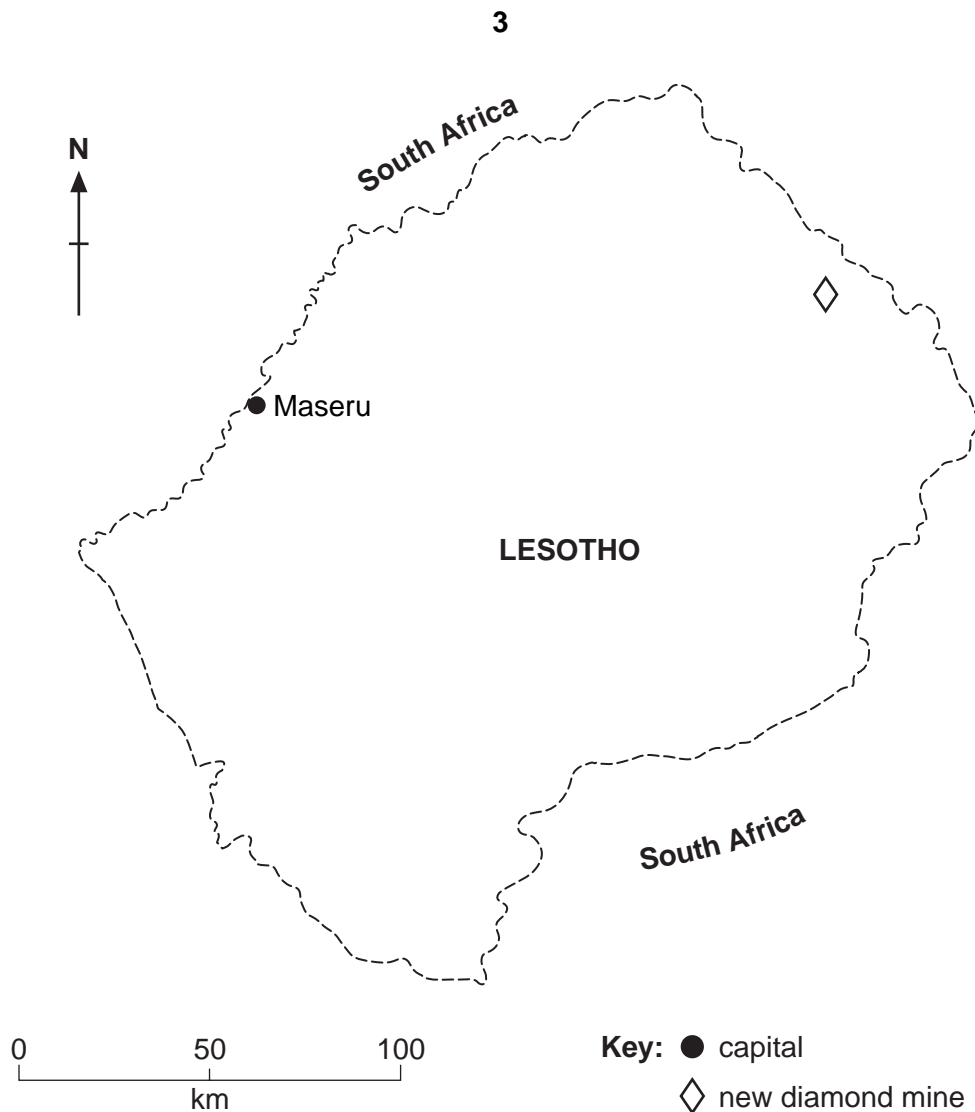 3
South Africa
N
Maseru
LESOTHO
South Africa
0 50 100
km
Key: capital
new diamond mine